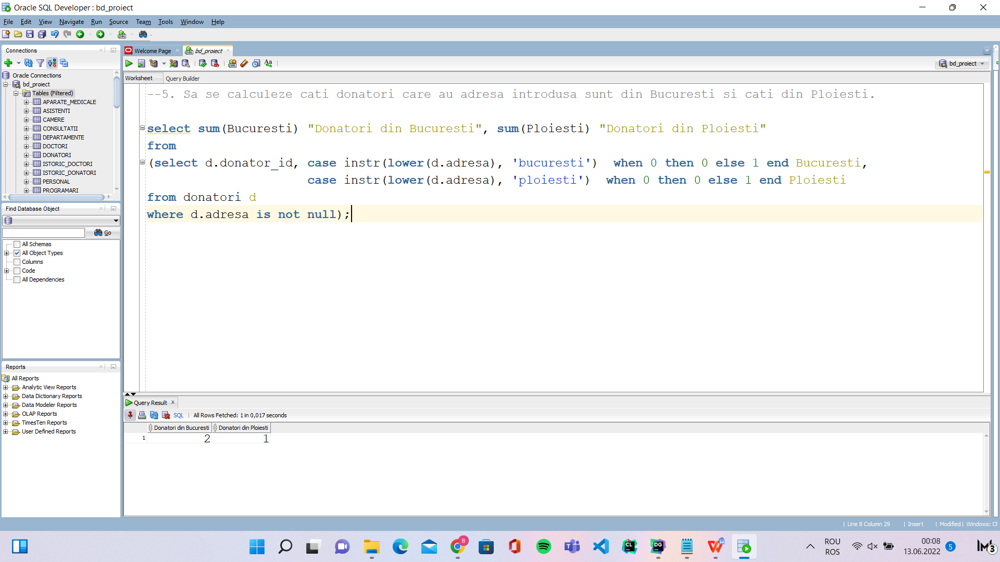 Oracle SQL Developer : bd_proiect
File Edit View Navigate Run Source Team Tools Window Help
Connections
Oracle Connections
bd_proiect
Tables (Filtered)
APARATE_MEDICALE
ASISTENTI
CAMERE
CONSULTATII
DEPARTAMENTE
DOCTORI
DONATORI
ISTORIC_DOCTORI
ISTORIC_DONATORI
PERSONAL
PROGRAMARI
Find Database Object
Go
All Schemas
All Object Types
Columns
Code
All Dependencies
Reports
All Reports
Analytic View Reports
Data Dictionary Reports
Data Modeler Reports
OLAP Reports
TimesTen Reports
User Defined Reports
Welcome Page bd_proiect
bd_proiect
Worksheet Query Builder
--5. Sa se calculeze cati donatori care au adresa introdusa sunt din Bucuresti si cati din Ploiesti.
select sum(Bucuresti) "Donatori din Bucuresti", sum(Ploiesti) "Donatori din Ploiesti"
from
(select d.donator_id, case instr(lower(d.adresa), 'bucuresti')  when 0 then 0 else 1 end Bucuresti,
case instr(lower(d.adresa), 'ploiesti')  when 0 then 0 else 1 end Ploiesti
from donatori d
where d.adresa is not null);
Query Result
SQL | All Rows Fetched: 1 in 0,017 seconds
Donatori din Bucuresti Donatori din Ploiesti
1 2 1
| Line 8 Column 29 | Insert | Modified | Windows: CF
ROU
ROS
00:08
13.06.2022
5
3